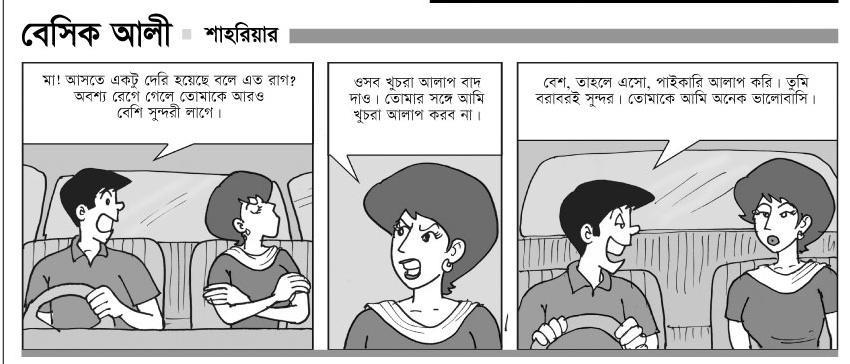 বেসিক আলী
শাহরিয়ার
মা! আসতে একটু দেরি হয়েছে বলে এত রাগ?
অবশ্য রেগে গেলে তোমাকে আরও
বেশি সুন্দরী লাগে।
ওসব খুচরা আলাপ বাদ
দাও। তোমার সঙ্গে আমি
খুচরা আলাপ করব না।
বেশ, তাহলে এসো, পাইকারি আলাপ করি। তুমি
বরাবরই সুন্দর। তোমাকে আমি অনেক ভালোবাসি।